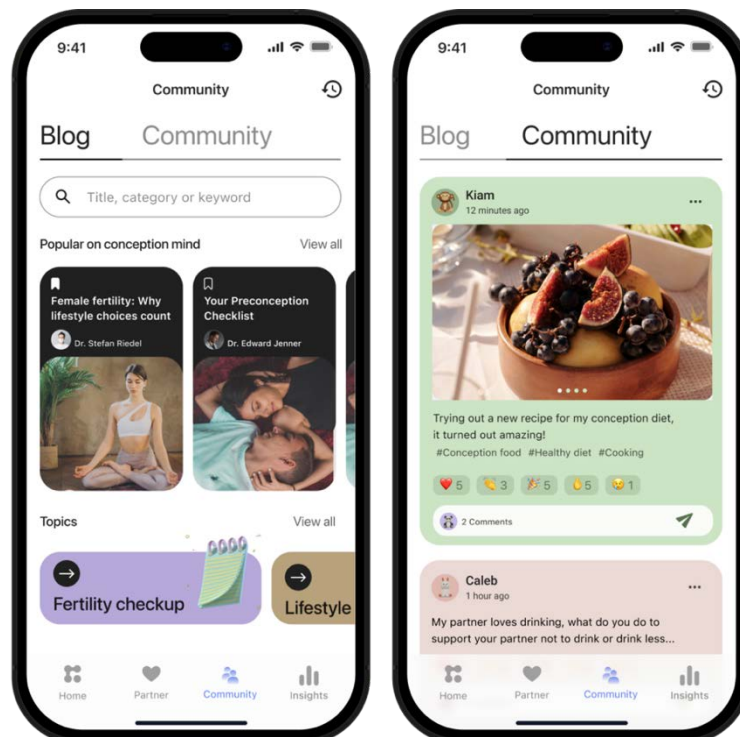 9:41
Community
Blog
Community
Title, category or keyword
Popular on conception mind
View all
Female fertility: Why
lifestyle choices count
Dr. Stefan Riedel
Your Preconception
Checklist
Dr. Edward Jenner
Topics
View all
Fertility checkup
Lifestyle
Home
Partner
Community
Insights
9:41
Community
Blog
Community
Kiam
12 minutes ago
Trying out a new recipe for my conception diet,
it turned out amazing!
#Conception food #Healthy diet #Cooking
5
3
5
5
1
2 Comments
Caleb
1 hour ago
My partner loves drinking, what do you do to
support your partner not to drink or drink less...
Home
Partner
Community
Insights